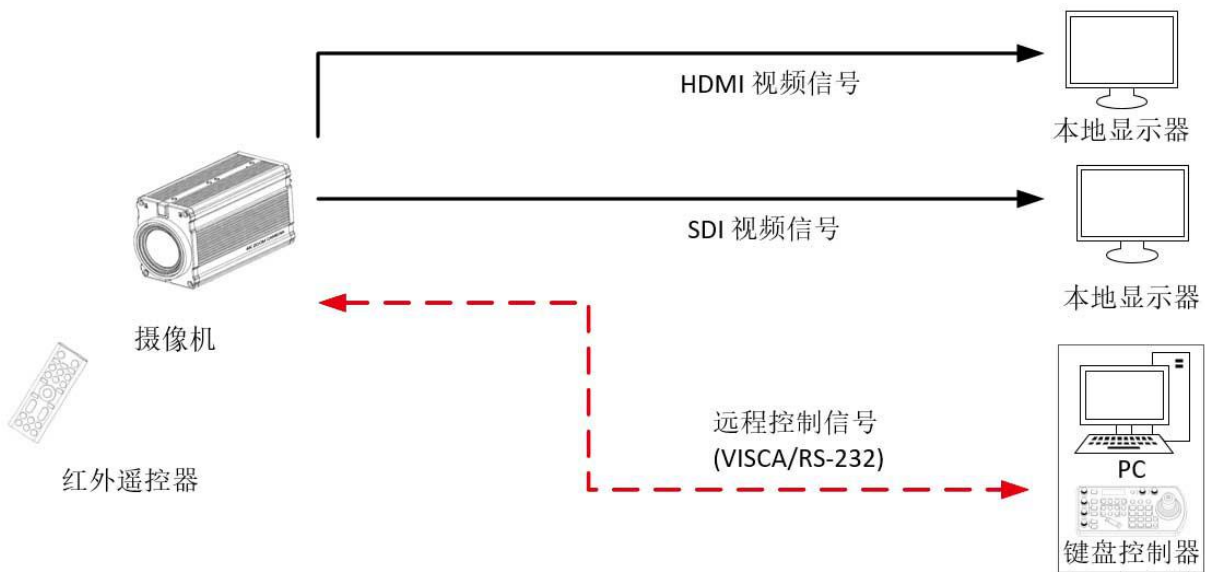 HDMI 视频信号
本地显示器
SDI 视频信号
本地显示器
摄像机
红外遥控器
远程控制信号
(VISCA/RS-232)
PC
键盘控制器